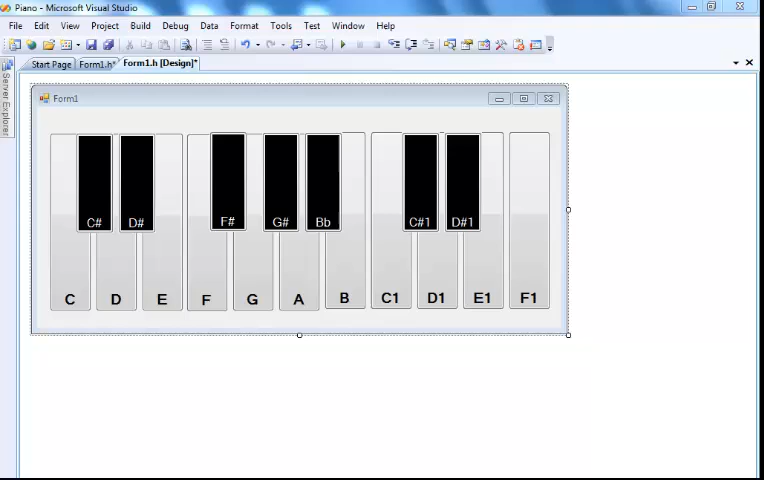 Piano - Microsoft Visual Studio
File Edit View Project Build Debug Data Format Tools Test Window Help
Start Page Form1.h* Form1.h [Design]*
Server Explorer
Form1
C# D# F# G# Bb C#1 D#1
C D E F G A B C1 D1 E1 F1